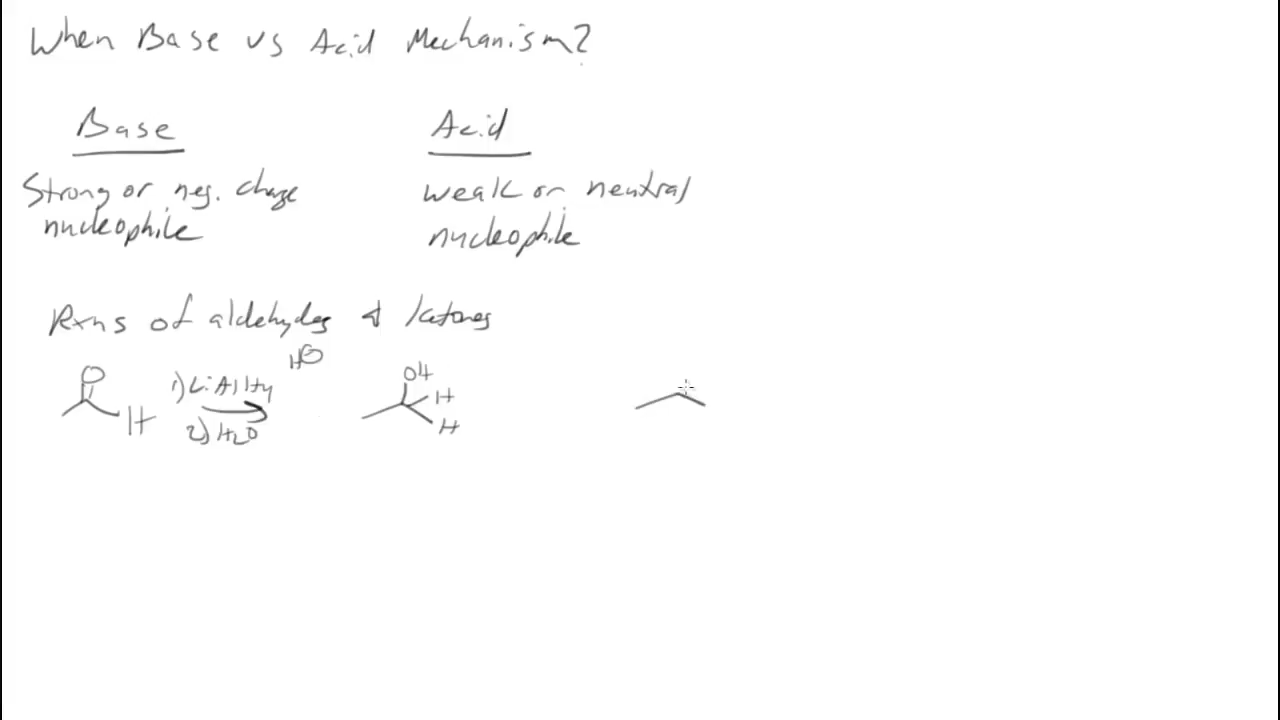 When Base vs Acid Mechanism?
Base Acid
Strong or neg. charge weak or neutral
nucleophile nucleophile
Rxns of aldehydes & ketones
H⊖
O 1) LiAlH4 OH
H
H 2) H2O H